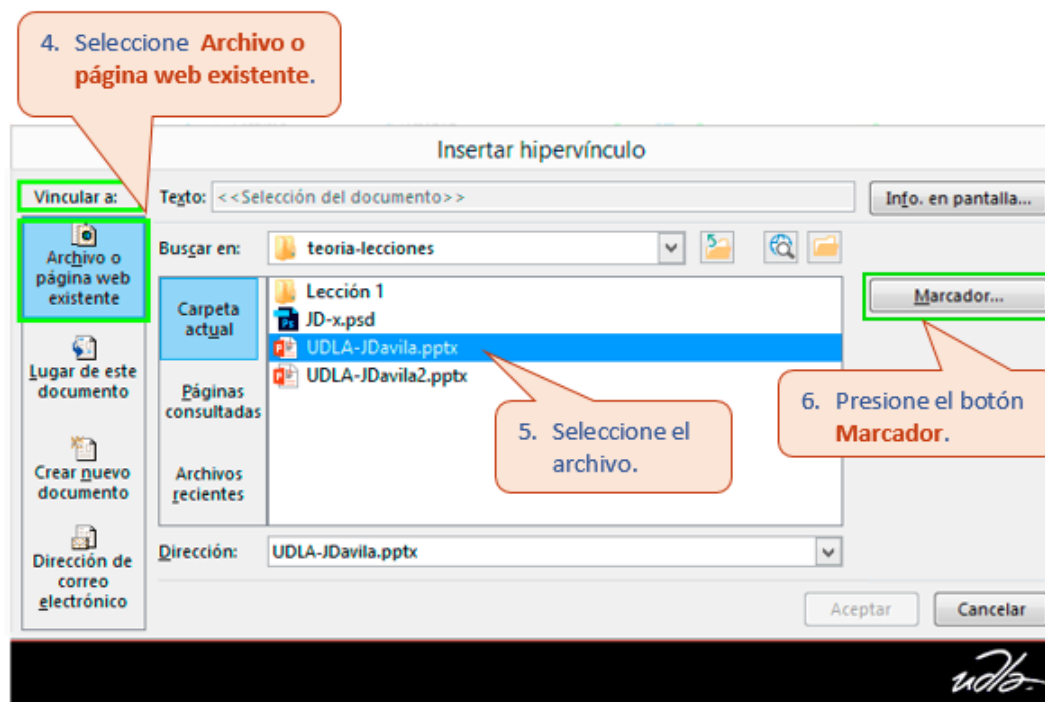 4. Seleccione Archivo o
página web existente.
Insertar hipervínculo
Vincular a:
Texto: <<Selección del documento>>
Info. en pantalla...
Archivo o
página web
existente
Buscar en:
teoria-lecciones
Carpeta
actual
Lección 1
JD-x.psd
UDLA-JDavila.pptx
UDLA-JDavila2.pptx
Marcador...
Lugar de este
documento
Páginas
consultadas
5. Seleccione el
archivo.
6. Presione el botón
Marcador.
Crear nuevo
documento
Archivos
recientes
Dirección de
correo
electrónico
Dirección:
UDLA-JDavila.pptx
Aceptar
Cancelar
udla-